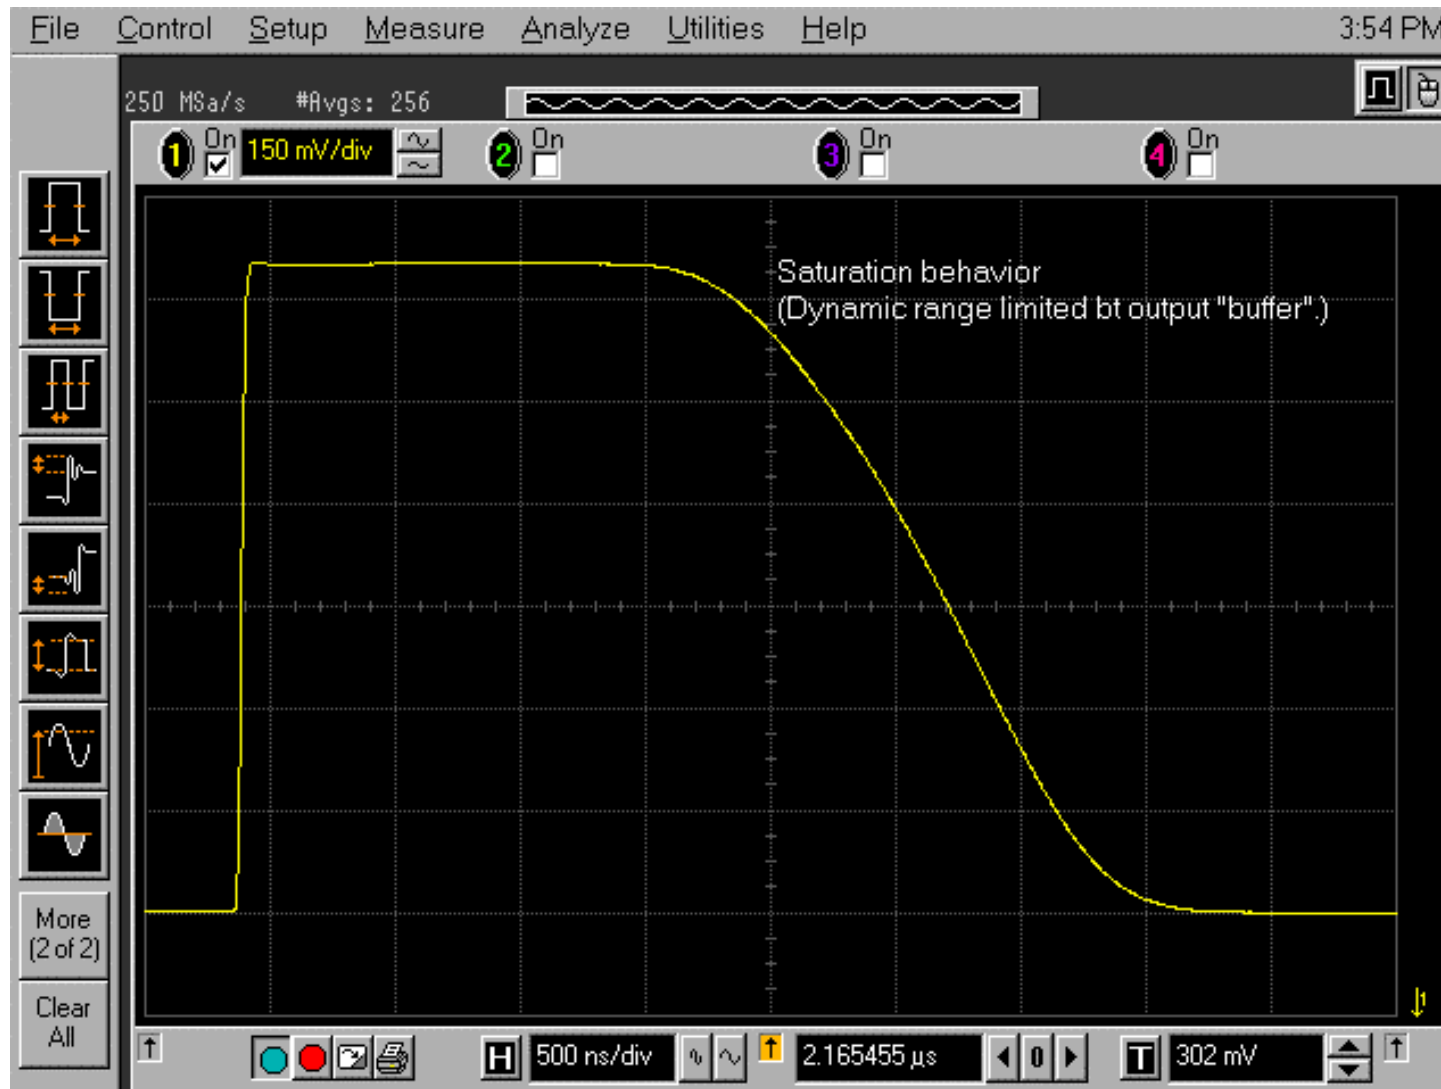 File Control Setup Measure Analyze Utilities Help 3:54 PM
250 MSa/s #Avgs: 256
1 On 150 mV/div 2 On 3 On 4 On
Saturation behavior
(Dynamic range limited bt output "buffer".)
More
(2 of 2)
Clear
All
1
H 500 ns/div 2.165455 µs 0 T 302 mV